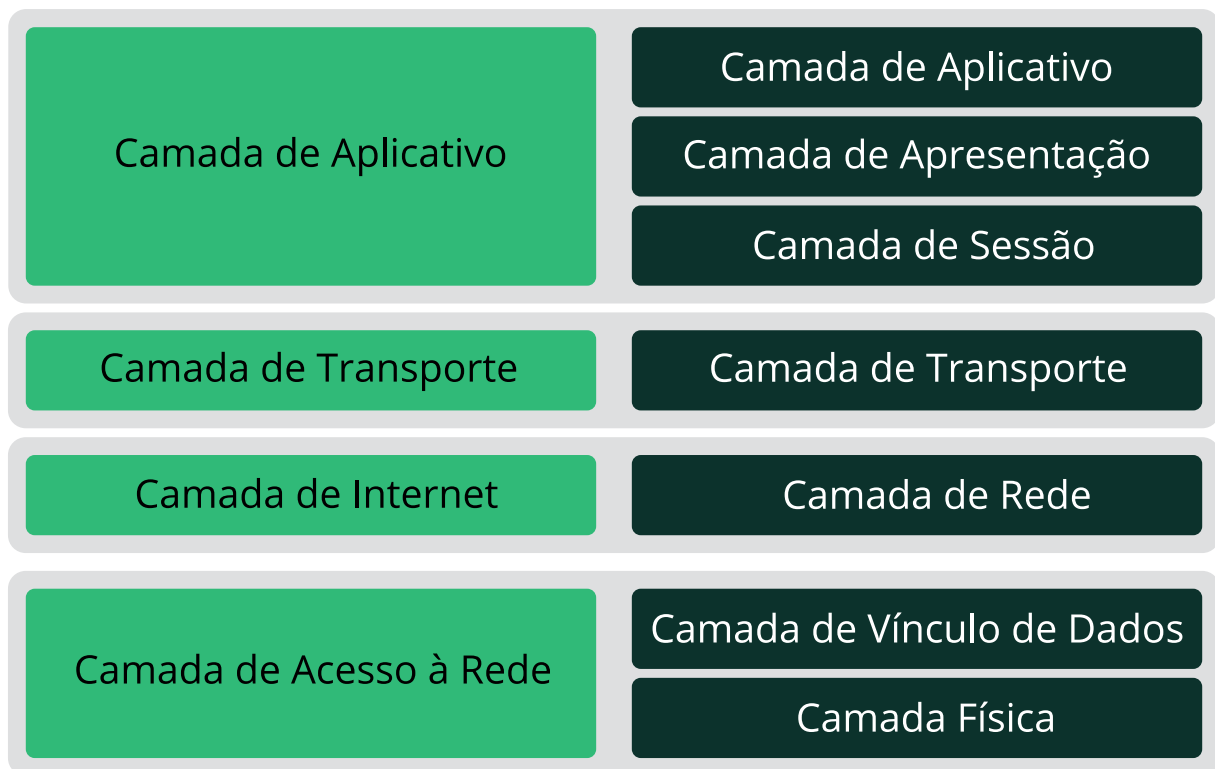 Camada de Aplicativo
Camada de Aplicativo
Camada de Apresentação
Camada de Sessão
Camada de Transporte
Camada de Transporte
Camada de Internet
Camada de Rede
Camada de Acesso à Rede
Camada de Vínculo de Dados
Camada Física